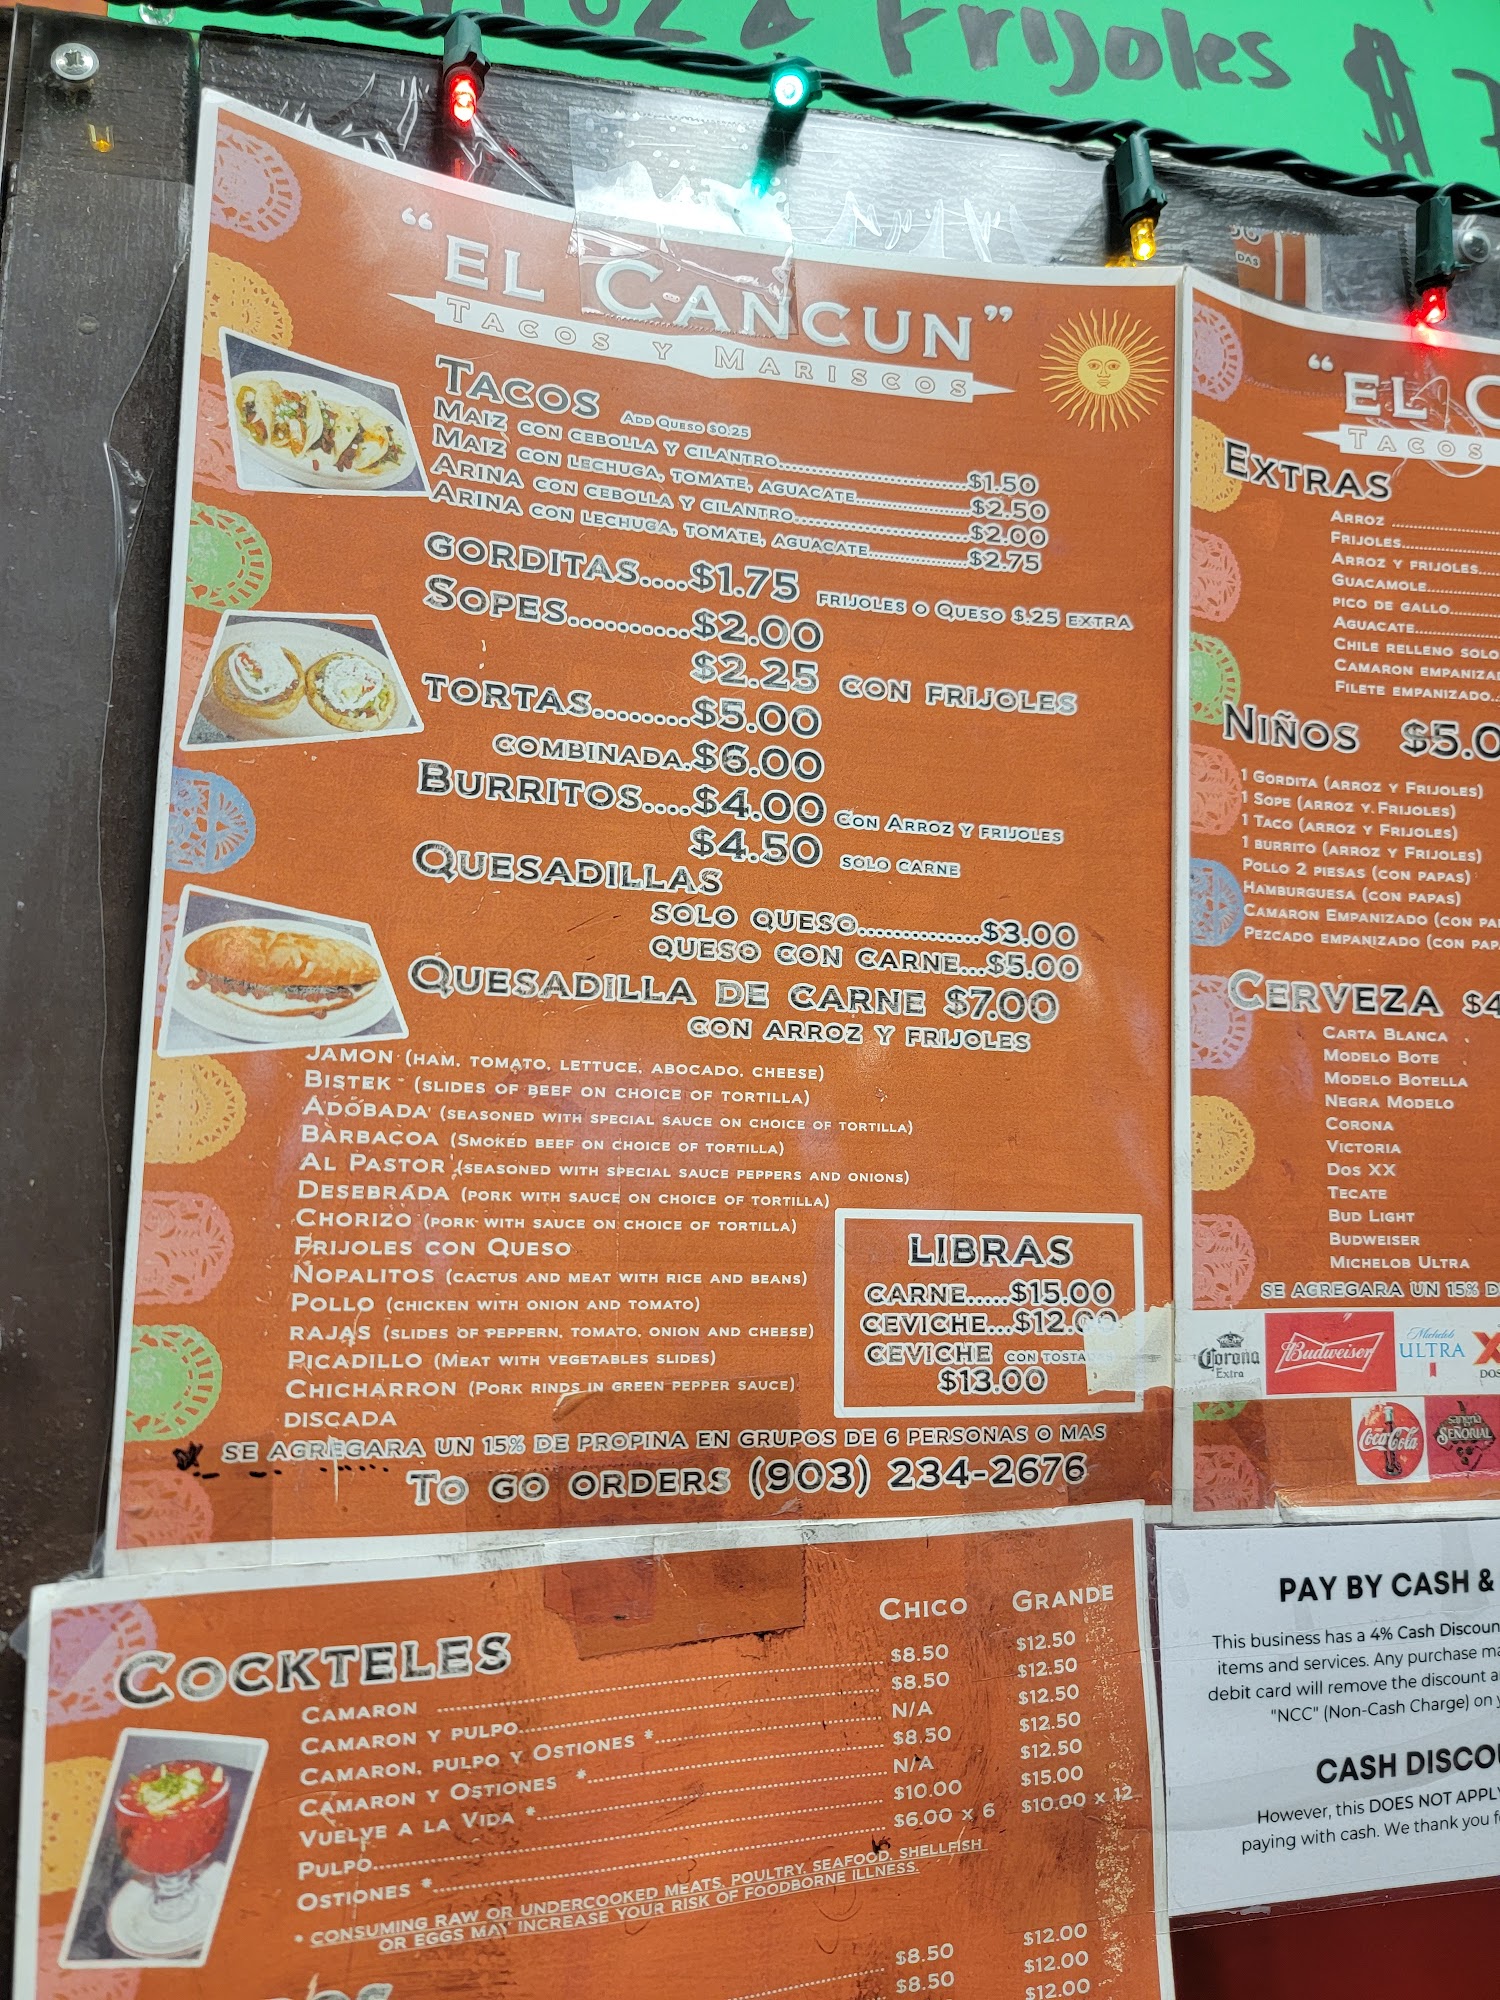 Frijoles $
"EL CANCUN"
TACOS Y MARISCOS
TACOS ADD QUESO $0.25
MAIZ CON CEBOLLA Y CILANTRO $1.50
MAIZ CON LECHUGA, TOMATE, AGUACATE $2.50
ARINA CON CEBOLLA Y CILANTRO $2.00
ARINA CON LECHUGA, TOMATE, AGUACATE $2.75
GORDITAS....$1.75 FRIJOLES O QUESO $.25 EXTRA
SOPES..........$2.00
$2.25 CON FRIJOLES
TORTAS........$5.00
COMBINADA.$6.00
BURRITOS....$4.00 CON ARROZ Y FRIJOLES
$4.50 SOLO CARNE
QUESADILLAS
SOLO QUESO..............$3.00
QUESO CON CARNE...$5.00
QUESADILLA DE CARNE $7.00
CON ARROZ Y FRIJOLES
JAMON (HAM, TOMATO, LETTUCE, ABOCADO, CHEESE)
BISTEK (SLIDES OF BEEF ON CHOICE OF TORTILLA)
ADOBADA (SEASONED WITH SPECIAL SAUCE ON CHOICE OF TORTILLA)
BARBACOA (SMOKED BEEF ON CHOICE OF TORTILLA)
AL PASTOR (SEASONED WITH SPECIAL SAUCE PEPPERS AND ONIONS)
DESEBRADA (PORK WITH SAUCE ON CHOICE OF TORTILLA)
CHORIZO (PORK WITH SAUCE ON CHOICE OF TORTILLA)
FRIJOLES CON QUESO
NOPALITOS (CACTUS AND MEAT WITH RICE AND BEANS)
POLLO (CHICKEN WITH ONION AND TOMATO)
RAJAS (SLIDES OF PEPPERN, TOMATO, ONION AND CHEESE)
PICADILLO (MEAT WITH VEGETABLES SLIDES)
CHICHARRON (PORK RINDS IN GREEN PEPPER SAUCE)
DISCADA
LIBRAS
CARNE.....$15.00
CEVICHE...$12.00
CEVICHE CON
$13.00
SE AGREGARA UN 15% DE PROPINA EN GRUPOS DE 6 PERSONAS O MAS
TO GO ORDERS (903) 234-2676
"EL
TACOS
EXTRAS
ARROZ
FRIJOLES
ARROZ Y FRIJOLES
GUACAMOLE
PICO DE GALLO
AGUACATE
CHILE RELLENO SOLO
CAMARON
FILETE EMPANIZADO
NIÑOS $5.0
1 GORDITA (ARROZ Y FRIJOLES)
1 SOPE (ARROZ Y FRIJOLES)
1 TACO (ARROZ Y FRIJOLES)
1 BURRITO (ARROZ Y FRIJOLES)
POLLO 2 PIESAS (CON PAPAS)
HAMBURGUESA (CON PAPAS)
CAMARON EMPANIZADO (CON
PEZCADO EMPANIZADO (CON
CERVEZA $4
CARTA BLANCA
MODELO BOTE
MODELO BOTELLA
NEGRA MODELO
CORONA
VICTORIA
DOS XX
TECATE
BUD LIGHT
BUDWEISER
MICHELOB ULTRA
SE AGREGARA UN 15%
Corona Extra
Budweiser
Michelob ULTRA
DOS
Coca-Cola
Sangria SEÑORIAL
PAY BY CASH &
This business has a 4% Cash
items and services. Any purchase
debit card will remove the discount
"NCC" (Non-Cash Charge) on
CASH
However, this DOES NOT
paying with cash. We thank you
COCKTELES CHICO GRANDE
CAMARON $8.50 $12.50
CAMARON Y PULPO $8.50 $12.50
CAMARON, PULPO Y OSTIONES * N/A $12.50
CAMARON Y OSTIONES * $8.50 $12.50
VUELVE A LA VIDA * N/A $12.50
PULPO $10.00 $15.00
OSTIONES * $6.00 x 6 $10.00 x 12
* CONSUMING RAW OR UNDERCOOKED MEATS, POULTRY, SEAFOOD, SHELLFISH
OR EGGS MAY INCREASE YOUR RISK OF FOODBORNE ILLNESS.
$8.50 $12.00
$8.50 $12.00
$12.00